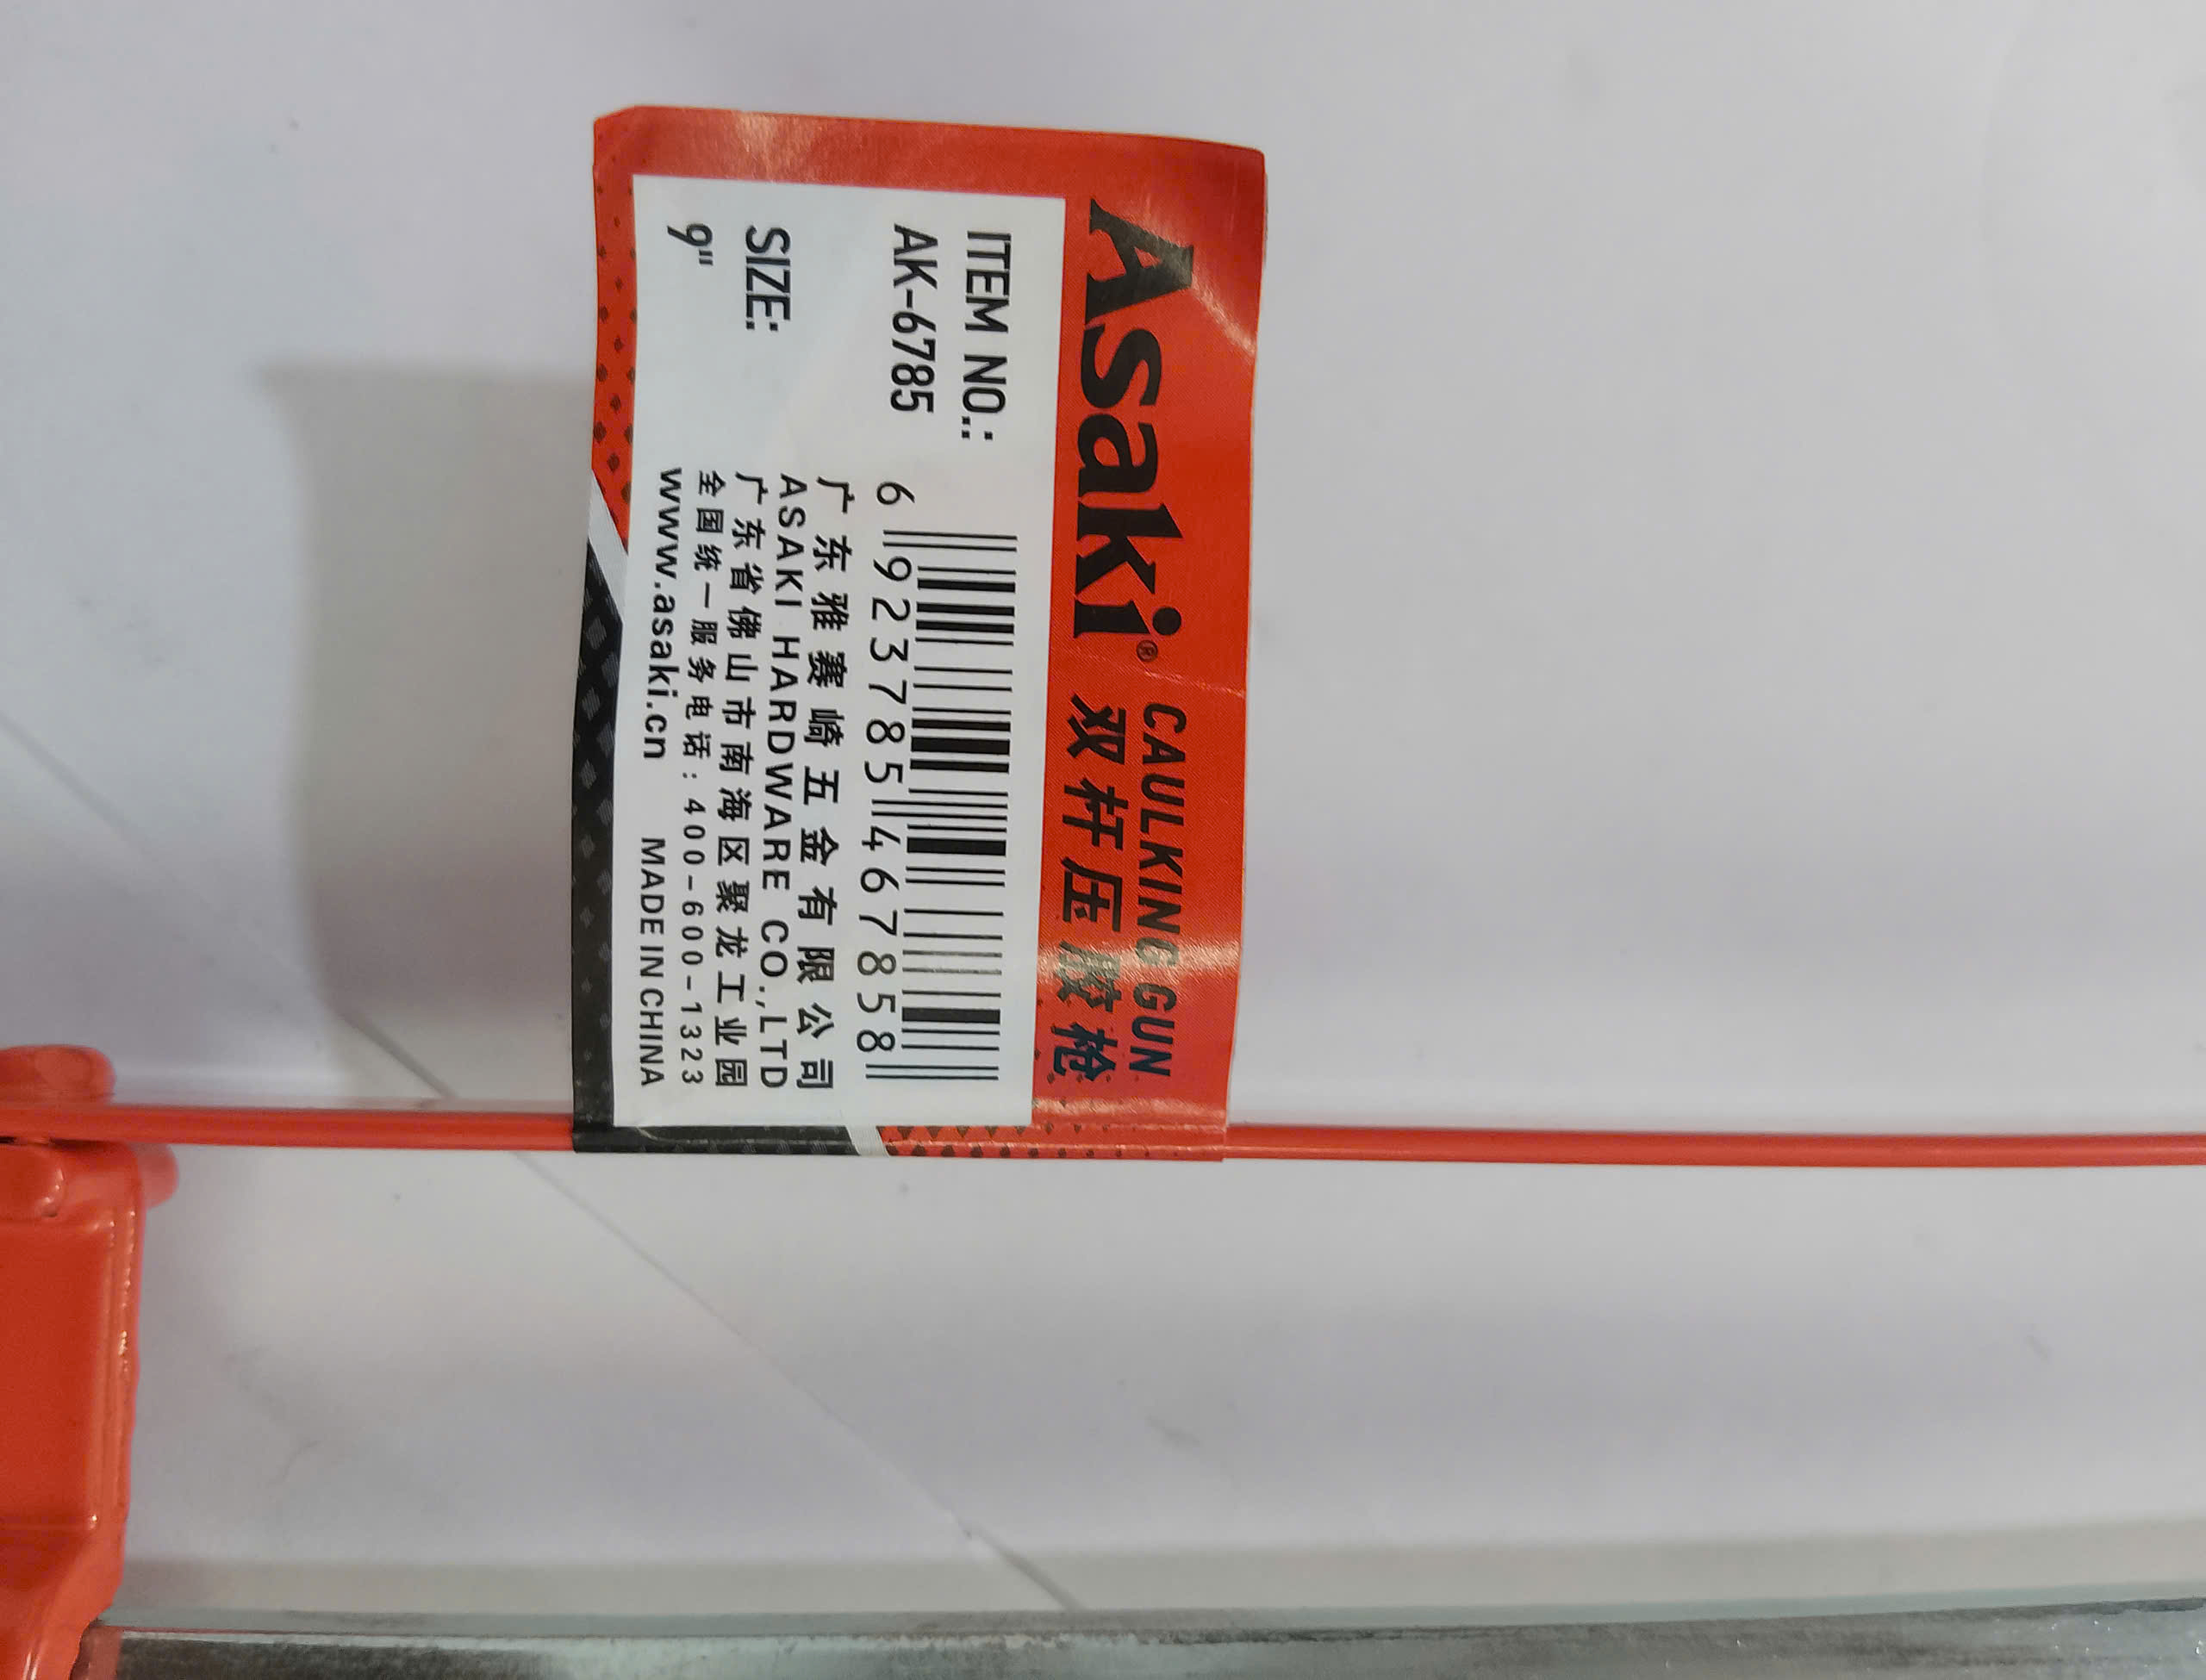 Asaki®
CAULKING GUN
双杆压胶枪
ITEM NO.:
AK-6785
SIZE:
9"
6 923785 467858
广东雅赛崎五金有限公司
ASAKI HARDWARE CO.,LTD
广东省佛山市南海区聚龙工业园
全国统一服务电话:400-600-1323
www.asaki.cn MADE IN CHINA